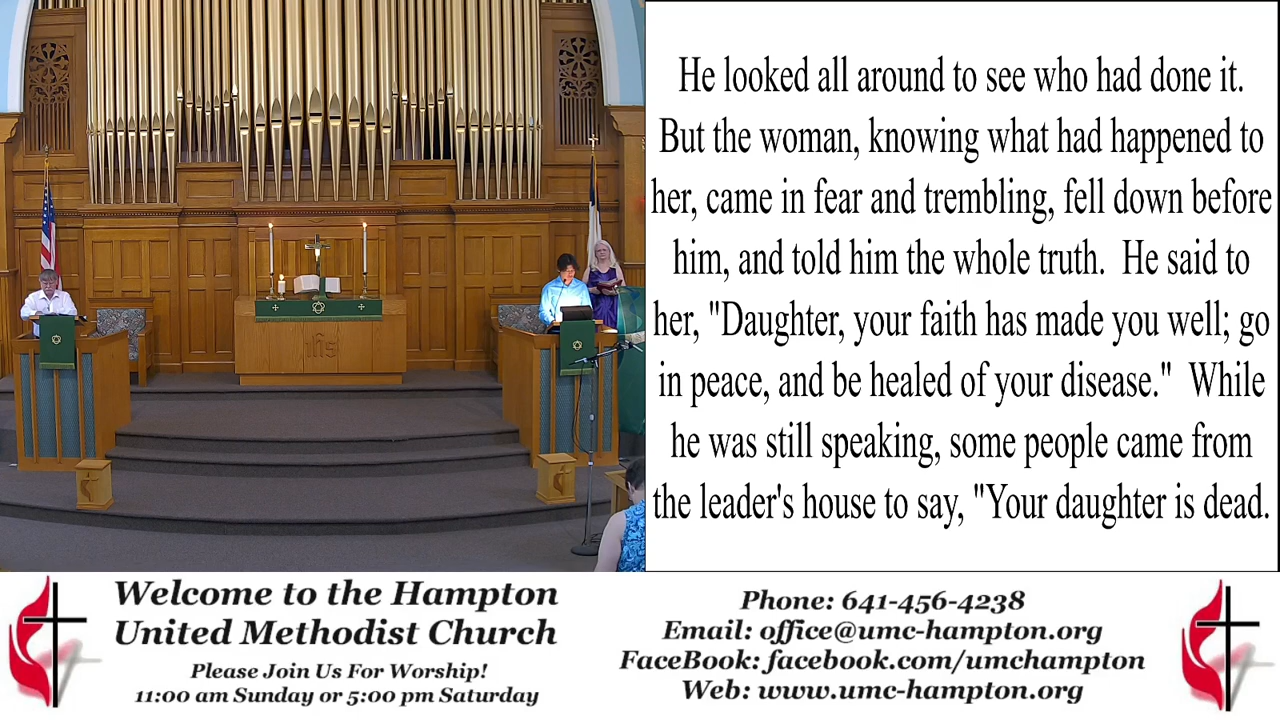 He looked all around to see who had done it.
But the woman, knowing what had happened to
her, came in fear and trembling, fell down before
him, and told him the whole truth.  He said to
her, "Daughter, your faith has made you well; go
in peace, and be healed of your disease."  While
he was still speaking, some people came from
the leader's house to say, "Your daughter is dead.
ihs
Welcome to the Hampton
United Methodist Church
Please Join Us For Worship!
11:00 am Sunday or 5:00 pm Saturday
Phone: 641-456-4238
Email: office@umc-hampton.org
FaceBook: facebook.com/umchampton
Web: www.umc-hampton.org